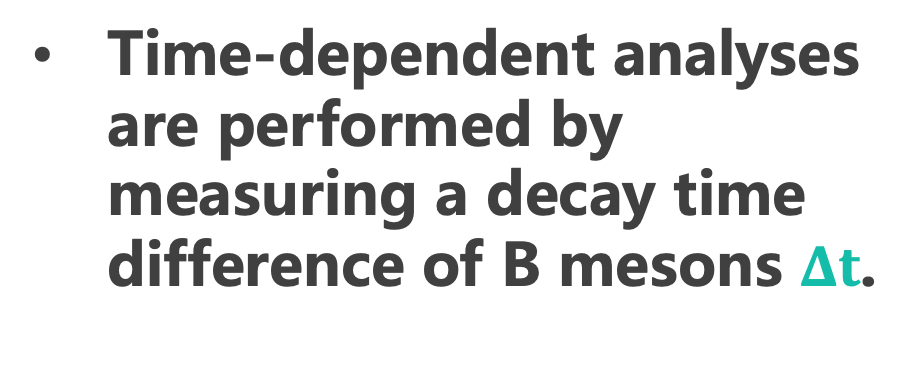 • Time-dependent analyses
are performed by
measuring a decay time
difference of B mesons Δt.